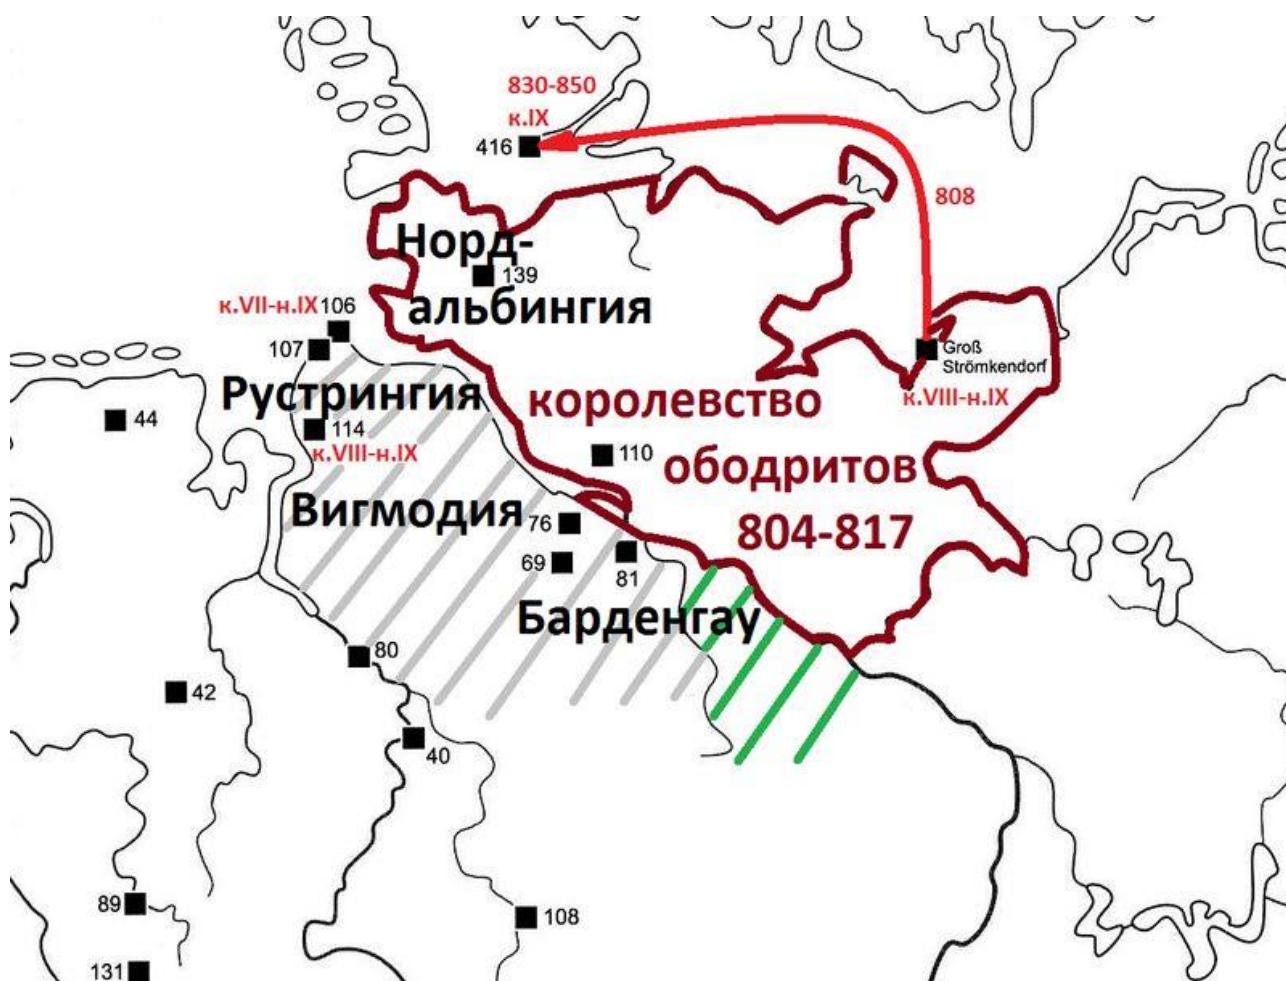 830-850
к.IX
416
808
Норд-
139
альбингия
к.VII-н.IX 106
107
Groß
Strömkendorf
к.VIII-н.IX
Рустрингия
королевство
44
114
к.VIII-н.IX
110
ободритов
Вигмодия
76
804-817
69
81
Барденгау
80
42
40
89
108
131